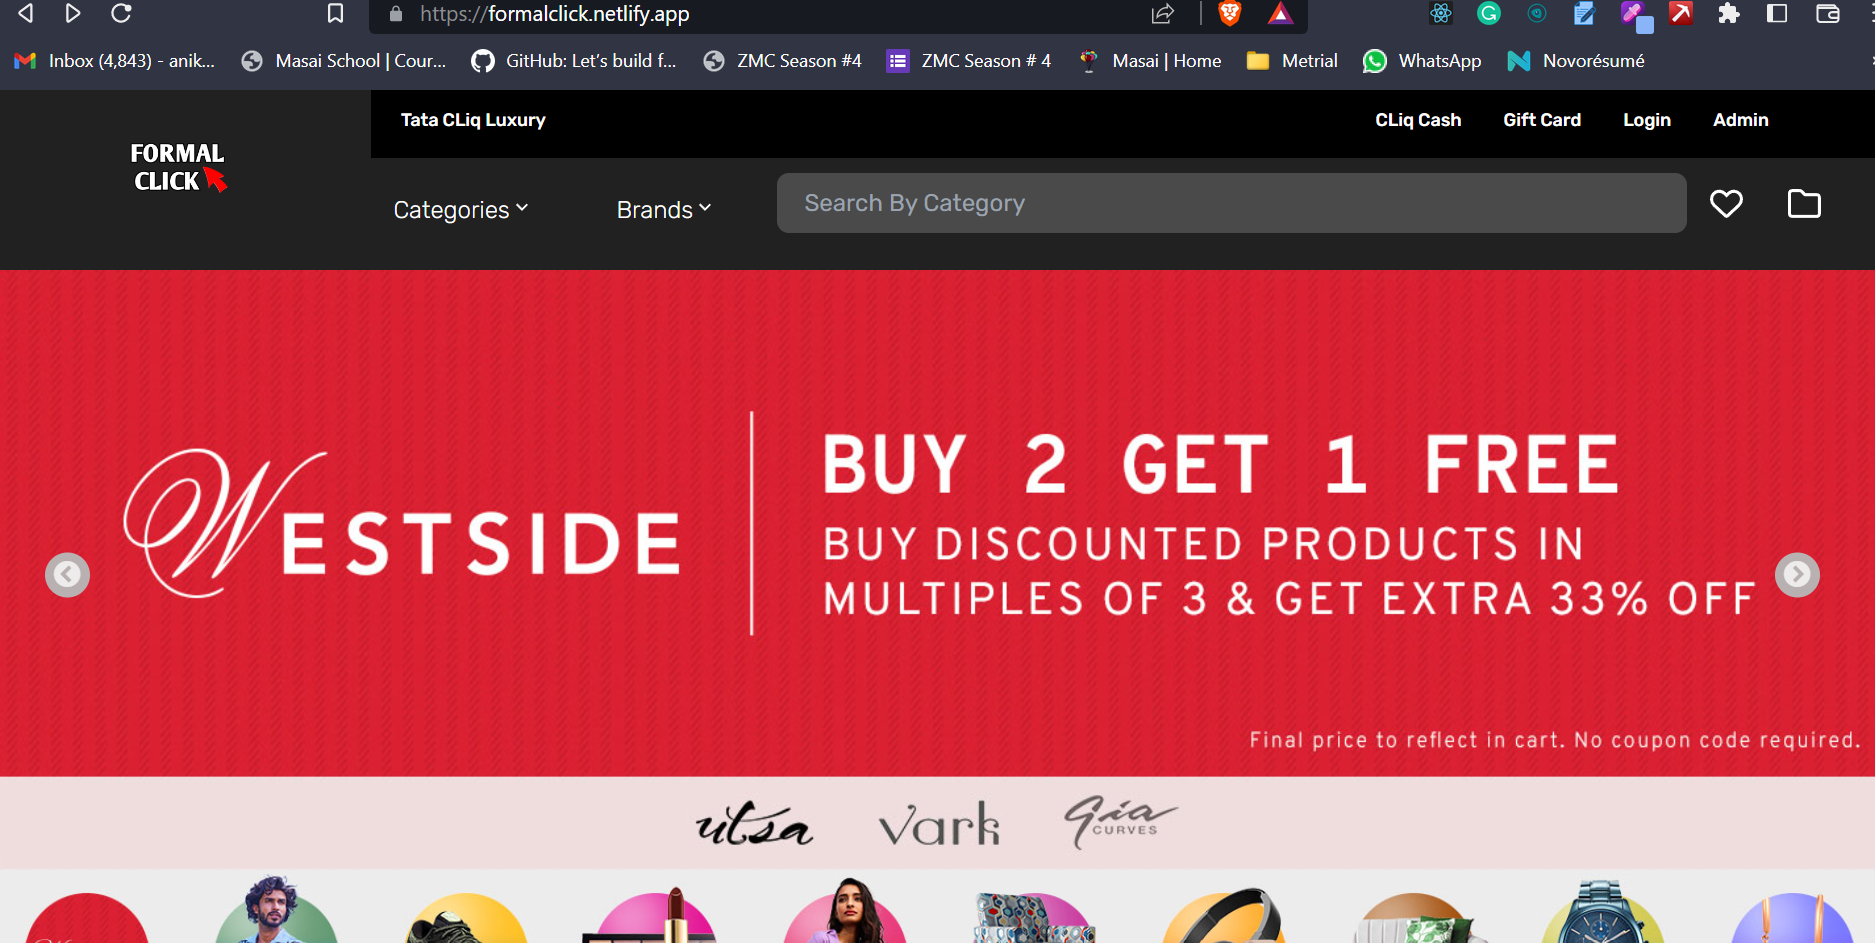 https://formalclick.netlify.app
Inbox (4,843) - anik...
Masai School | Cour...
GitHub: Let's build f...
ZMC Season #4
ZMC Season # 4
Masai | Home
Metrial
WhatsApp
Novorésumé
Tata CLiq Luxury
CLiq Cash
Gift Card
Login
Admin
FORMAL
CLICK
Categories
Brands
Search By Category
WESTSIDE
BUY 2 GET 1 FREE
BUY DISCOUNTED PRODUCTS IN
MULTIPLES OF 3 & GET EXTRA 33% OFF
Final price to reflect in cart. No coupon code required.
utsa
Vark
Gia
CURVES